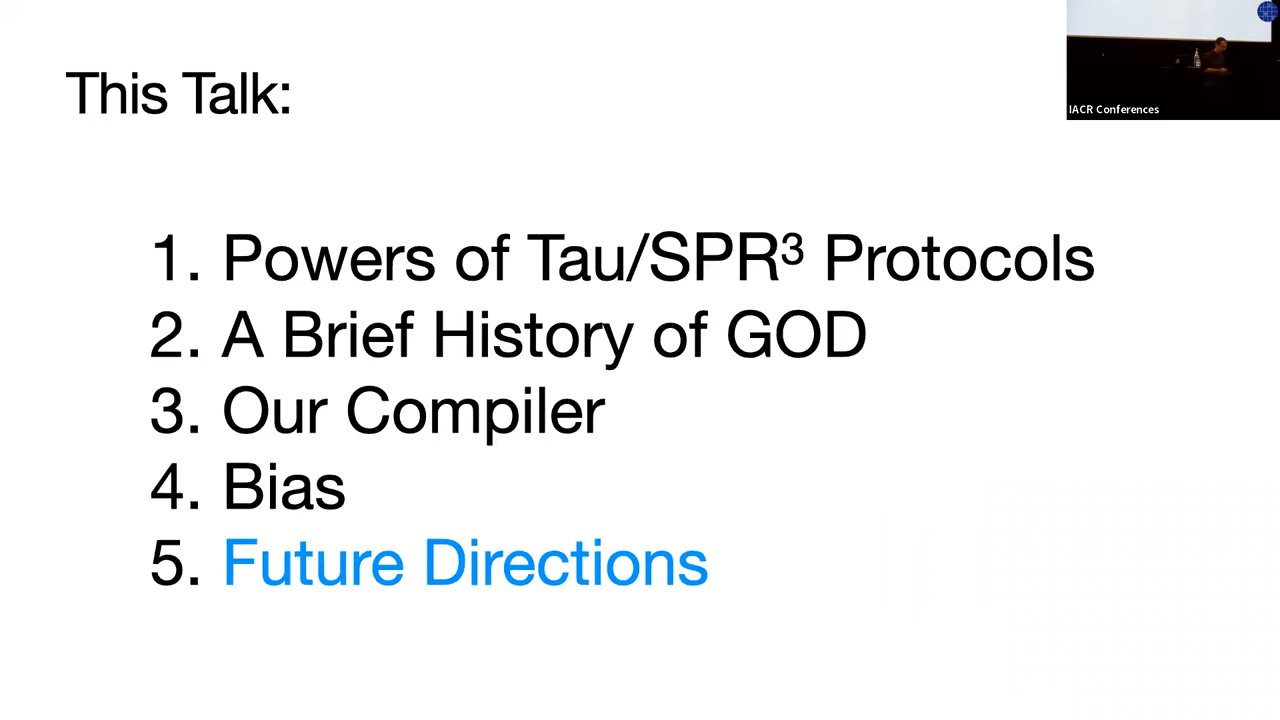 This Talk:
IACR Conferences
1. Powers of Tau/SPR³ Protocols
2. A Brief History of GOD
3. Our Compiler
4. Bias
5. Future Directions